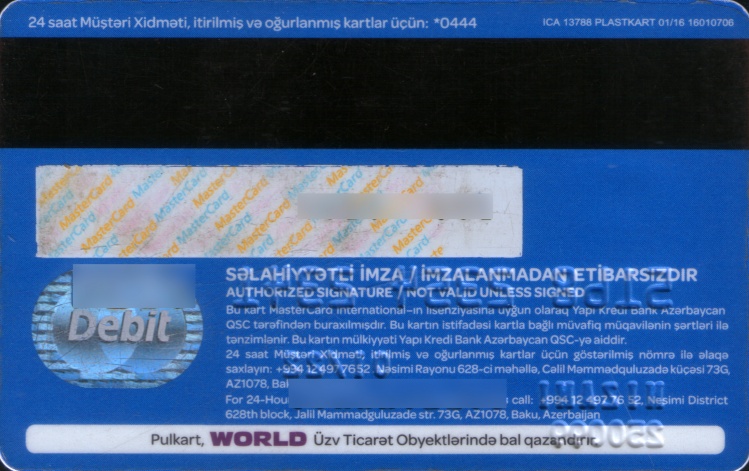 24 saat Müştəri Xidməti, itirilmiş və oğurlanmış kartlar üçün: *0444
ICA 13788 PLASTKART 01/16 16010706
MasterCard MasterCard MasterCard MasterCard
SƏLAHİYYƏTLİ İMZA / İMZALANMADAN ETİBARSIZDIR
AUTHORIZED SIGNATURE / NOT VALID UNLESS SIGNED
Debit
Bu kart MasterCard International-ın lisenziyasına uyğun olaraq Yapı Kredi Bank Azərbaycan
QSC tərəfindən buraxılmışdır. Bu kartın istifadəsi kartla bağlı müvafiq müqavilənin şərtləri ilə
tənzimlənir. Bu kartın mülkiyyəti Yapı Kredi Bank Azərbaycan QSC-yə aiddir.
24 saat Müştəri Xidməti, itirilmiş və oğurlanmış kartlar üçün göstərilmiş nömrə ilə əlaqə
saxlayın: +994 12 497 76 52. Nəsimi Rayonu 628-ci məhəllə, Cəlil Məmmədquluzadə küçəsi 73G,
AZ1078,
For 24-Hour call: +994 12 497 76 52, Nesimi District
628th block, Jalil Mammadguluzade str. 73G, AZ1078, Baku, Azerbaijan
Pulkart, WORLD Üzv Ticarət Obyektlərində bal qazandırır.